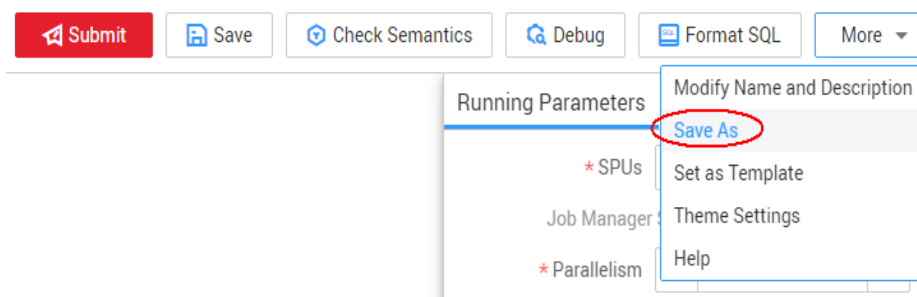 Submit Save Check Semantics Debug Format SQL More
Modify Name and Description
Running Parameters
Save As
* SPUs
Set as Template
Job Manager
Theme Settings
* Parallelism
Help